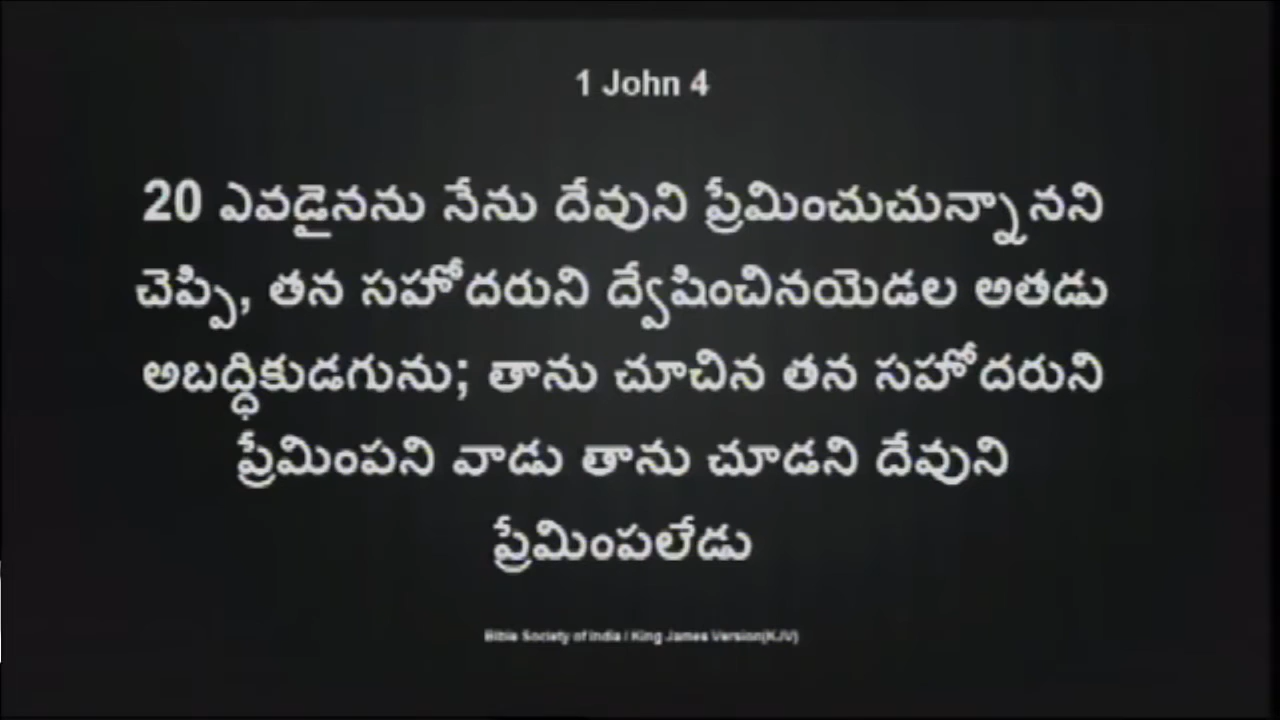 1 John 4
20 ఎవడైనను నేను దేవుని ప్రేమించుచున్నానని
చెప్పి, తన సహోదరుని ద్వేషించినయెడల అతడు
అబద్ధికుడగును; తాను చూచిన తన సహోదరుని
ప్రేమింపని వాడు తాను చూడని దేవుని
ప్రేమింపలేడు
Bible Society of India / King James Version(KJV)